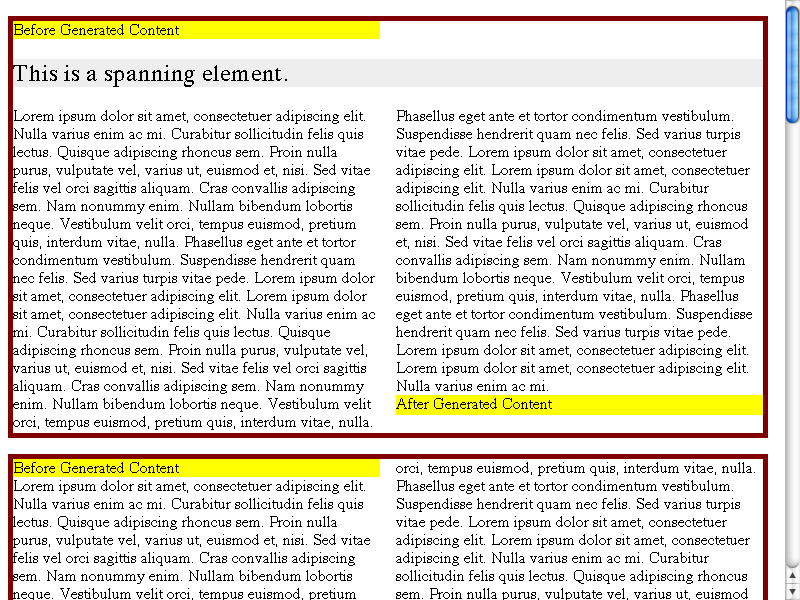 Before Generated Content
This is a spanning element.
Lorem ipsum dolor sit amet, consectetuer adipiscing elit.
Nulla varius enim ac mi. Curabitur sollicitudin felis quis
lectus. Quisque adipiscing rhoncus sem. Proin nulla
purus, vulputate vel, varius ut, euismod et, nisi. Sed vitae
felis vel orci sagittis aliquam. Cras convallis adipiscing
sem. Nam nonummy enim. Nullam bibendum lobortis
neque. Vestibulum velit orci, tempus euismod, pretium
quis, interdum vitae, nulla. Phasellus eget ante et tortor
condimentum vestibulum. Suspendisse hendrerit quam
nec felis. Sed varius turpis vitae pede. Lorem ipsum dolor
sit amet, consectetuer adipiscing elit. Lorem ipsum dolor
sit amet, consectetuer adipiscing elit. Nulla varius enim ac
mi. Curabitur sollicitudin felis quis lectus. Quisque
adipiscing rhoncus sem. Proin nulla purus, vulputate vel,
varius ut, euismod et, nisi. Sed vitae felis vel orci sagittis
aliquam. Cras convallis adipiscing sem. Nam nonummy
enim. Nullam bibendum lobortis neque. Vestibulum velit
orci, tempus euismod, pretium quis, interdum vitae, nulla.
Phasellus eget ante et tortor condimentum vestibulum.
Suspendisse hendrerit quam nec felis. Sed varius turpis
vitae pede. Lorem ipsum dolor sit amet, consectetuer
adipiscing elit. Lorem ipsum dolor sit amet, consectetuer
adipiscing elit. Nulla varius enim ac mi. Curabitur
sollicitudin felis quis lectus. Quisque adipiscing rhoncus
sem. Proin nulla purus, vulputate vel, varius ut, euismod
et, nisi. Sed vitae felis vel orci sagittis aliquam. Cras
convallis adipiscing sem. Nam nonummy enim. Nullam
bibendum lobortis neque. Vestibulum velit orci, tempus
euismod, pretium quis, interdum vitae, nulla. Phasellus
eget ante et tortor condimentum vestibulum. Suspendisse
hendrerit quam nec felis. Sed varius turpis vitae pede.
Lorem ipsum dolor sit amet, consectetuer adipiscing elit.
Lorem ipsum dolor sit amet, consectetuer adipiscing elit.
Nulla varius enim ac mi.
After Generated Content
Before Generated Content
Lorem ipsum dolor sit amet, consectetuer adipiscing elit.
Nulla varius enim ac mi. Curabitur sollicitudin felis quis
lectus. Quisque adipiscing rhoncus sem. Proin nulla
purus, vulputate vel, varius ut, euismod et, nisi. Sed vitae
felis vel orci sagittis aliquam. Cras convallis adipiscing
sem. Nam nonummy enim. Nullam bibendum lobortis
neque. Vestibulum velit orci, tempus euismod, pretium
orci, tempus euismod, pretium quis, interdum vitae, nulla.
Phasellus eget ante et tortor condimentum vestibulum.
Suspendisse hendrerit quam nec felis. Sed varius turpis
vitae pede. Lorem ipsum dolor sit amet, consectetuer
adipiscing elit. Lorem ipsum dolor sit amet, consectetuer
adipiscing elit. Nulla varius enim ac mi. Curabitur
sollicitudin felis quis lectus. Quisque adipiscing rhoncus
sem. Proin nulla purus, vulputate vel, varius ut, euismod